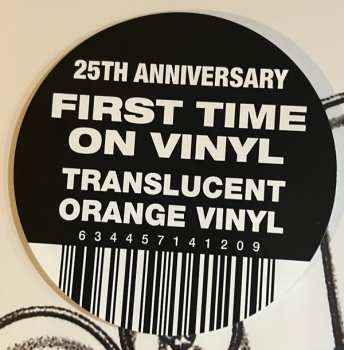 25TH ANNIVERSARY
FIRST TIME
ON VINYL
TRANSLUCENT
ORANGE VINYL
634457141209